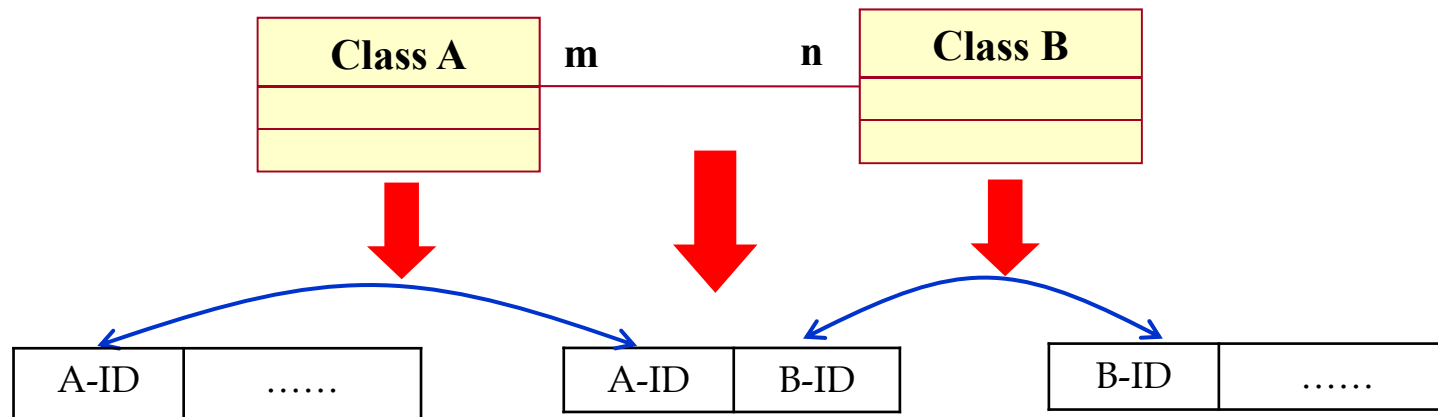 Class A m n Class B
A-ID ...... A-ID B-ID B-ID ......